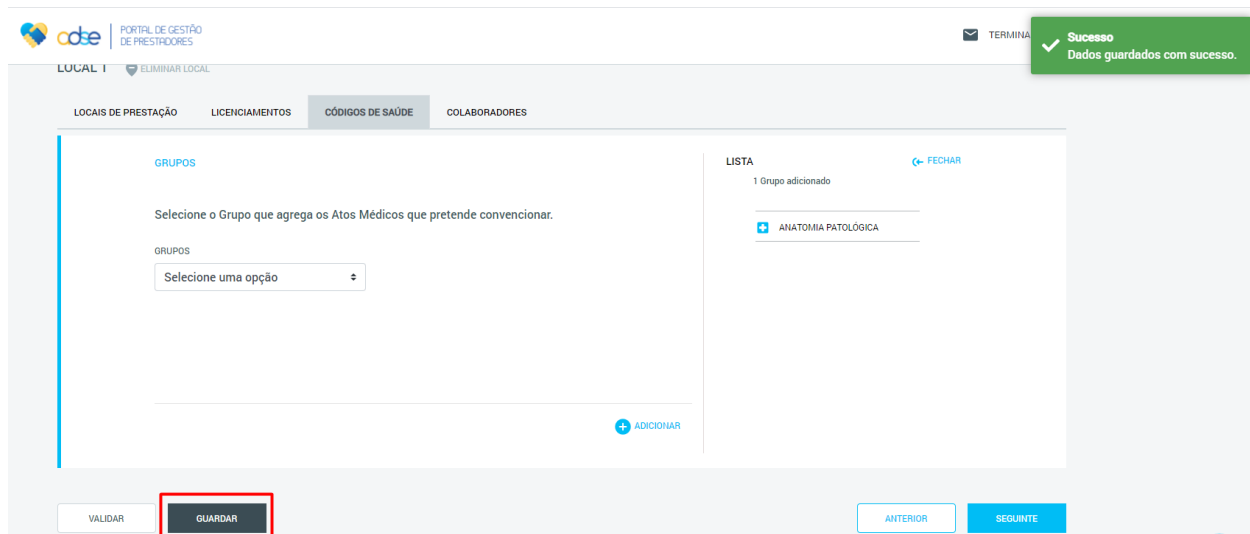 adse
PORTAL DE GESTÃO
DE PRESTADORES
TERMINA
Sucesso
Dados guardados com sucesso.
LOCAL 1
ELIMINAR LOCAL
LOCAIS DE PRESTAÇÃO
LICENCIAMENTOS
CÓDIGOS DE SAÚDE
COLABORADORES
GRUPOS
Selecione o Grupo que agrega os Atos Médicos que pretende convencionar.
GRUPOS
Selecione uma opção
ADICIONAR
LISTA
FECHAR
1 Grupo adicionado
ANATOMIA PATOLÓGICA
VALIDAR
GUARDAR
ANTERIOR
SEGUINTE